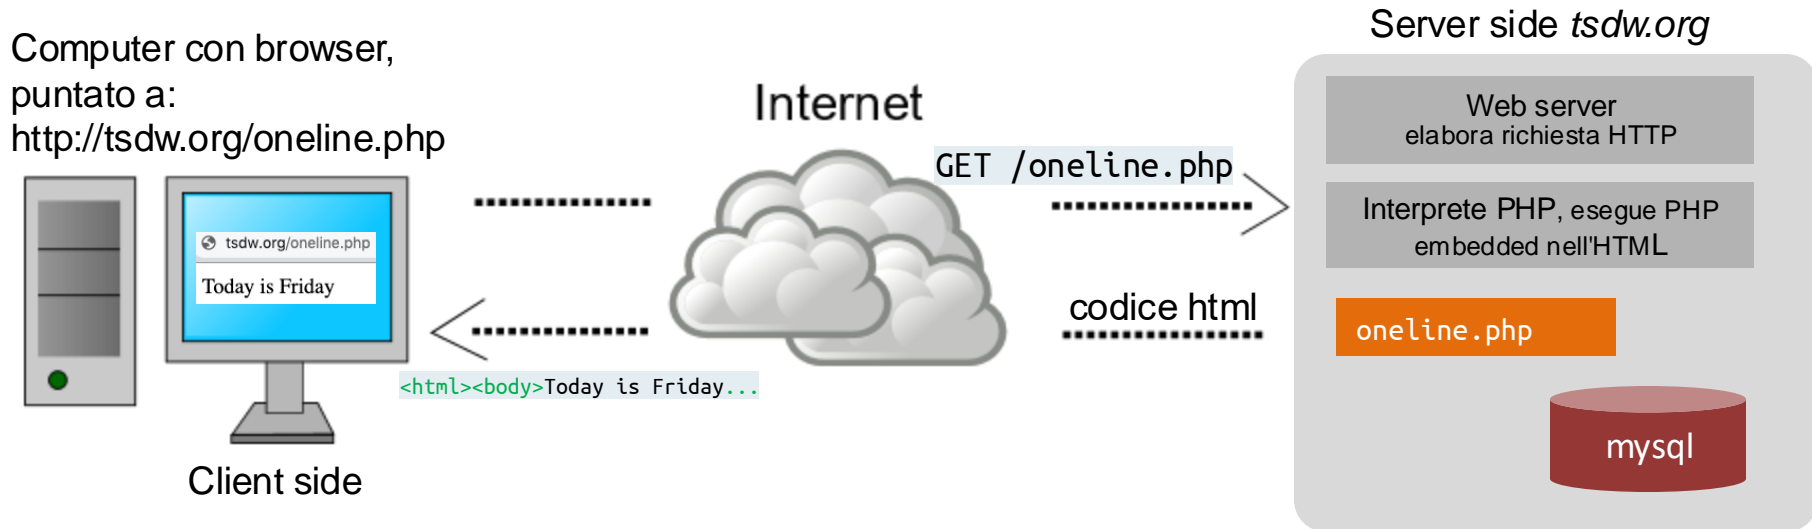 Computer con browser,
puntato a:
http://tsdw.org/oneline.php
tsdw.org/oneline.php
Today is Friday
<html><body>Today is Friday...
Client side
Internet
GET /oneline.php
codice html
Server side tsdw.org
Web server
elabora richiesta HTTP
Interprete PHP, esegue PHP
embedded nell'HTML
oneline.php
mysql